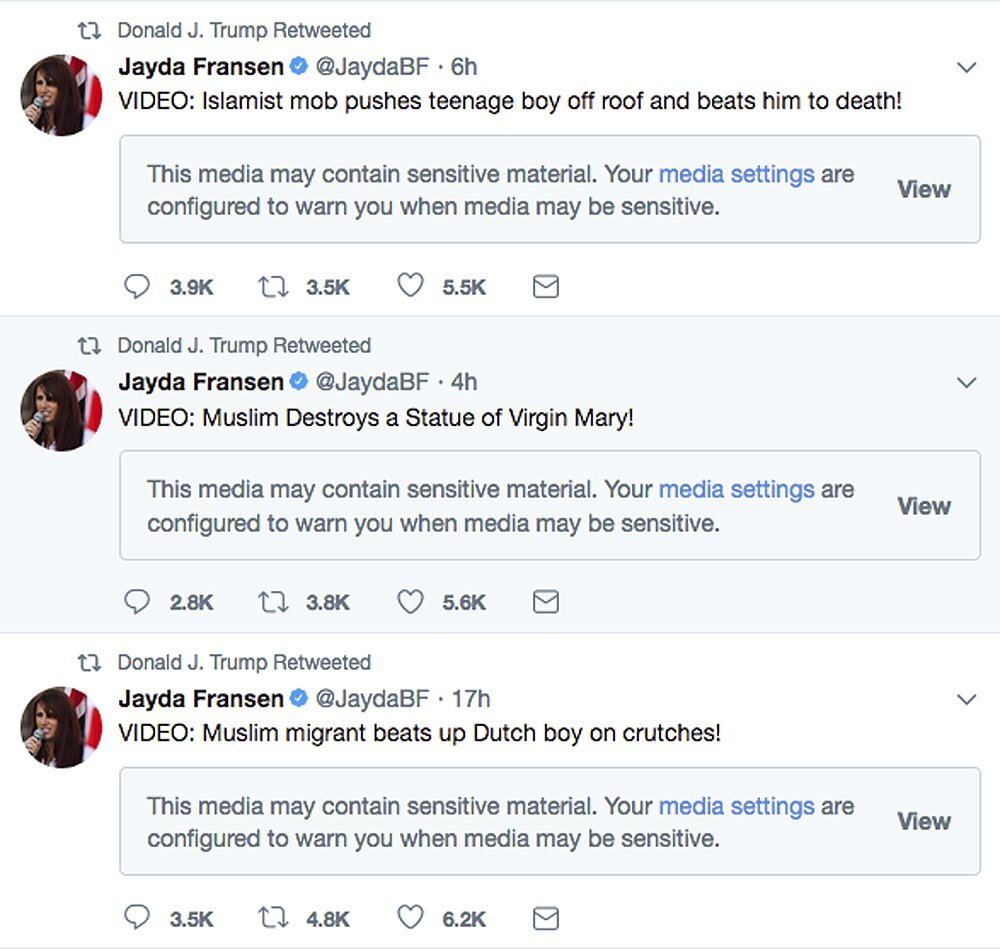 Donald J. Trump Retweeted
Jayda Fransen @JaydaBF · 6h
VIDEO: Islamist mob pushes teenage boy off roof and beats him to death!
This media may contain sensitive material. Your media settings are
configured to warn you when media may be sensitive.
View
3.9K 3.5K 5.5K
Donald J. Trump Retweeted
Jayda Fransen @JaydaBF · 4h
VIDEO: Muslim Destroys a Statue of Virgin Mary!
This media may contain sensitive material. Your media settings are
configured to warn you when media may be sensitive.
View
2.8K 3.8K 5.6K
Donald J. Trump Retweeted
Jayda Fransen @JaydaBF · 17h
VIDEO: Muslim migrant beats up Dutch boy on crutches!
This media may contain sensitive material. Your media settings are
configured to warn you when media may be sensitive.
View
3.5K 4.8K 6.2K